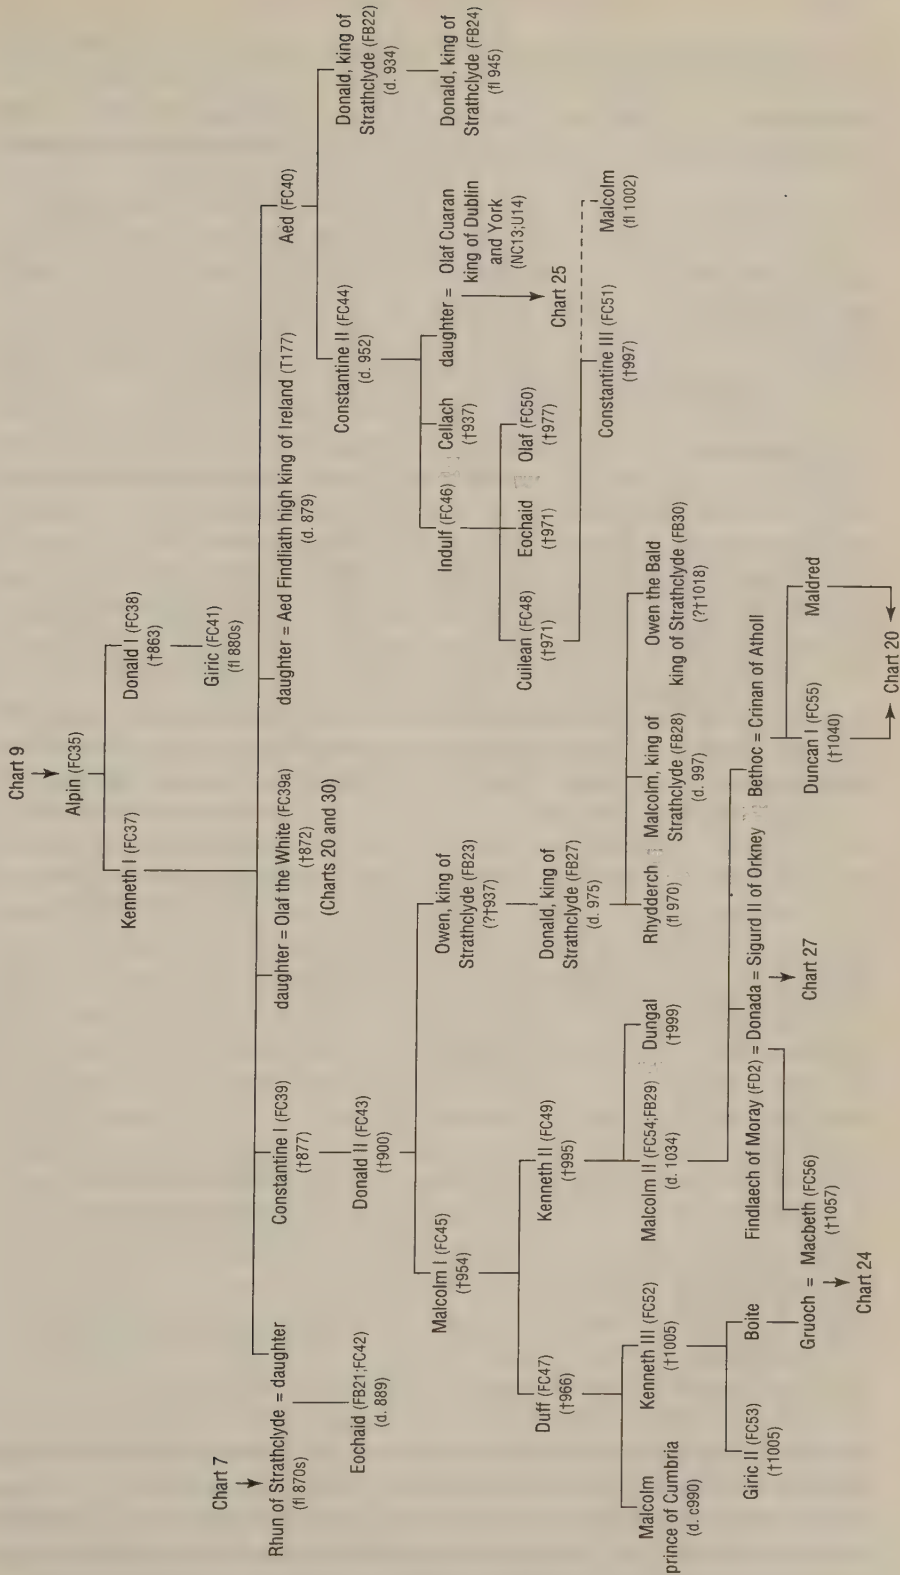 Chart 9
Alpin (FC35)
Kenneth I (FC37)
Donald I (FC38)
(†863)
Giric (FC41)
(fl 880s)
Chart 7
Rhun of Strathclyde = daughter
(fl 870s)
Constantine I (FC39)
(†877)
daughter = Olaf the White (FC39a)
(†872)
(Charts 20 and 30)
daughter = Aed Findliath high king of Ireland (T177)
(d. 879)
Aed (FC40)
Eochaid (FB21;FC42)
(d. 889)
Donald II (FC43)
(†900)
Constantine II (FC44)
(d. 952)
Donald, king of
Strathclyde (FB22)
(d. 934)
Malcolm I (FC45)
(†954)
Owen, king of
Strathclyde (FB23)
(?†937)
Indulf (FC46)
Cellach
(†937)
daughter = Olaf Cuaran
king of Dublin
and York
(NC13;U14)
Chart 25
Donald, king of
Strathclyde (FB24)
(fl 945)
Duff (FC47)
(†966)
Kenneth II (FC49)
(†995)
Donald, king of
Strathclyde (FB27)
(d. 975)
Cuilean (FC48)
(†971)
Eochaid
(†971)
Olaf (FC50)
(†977)
Malcolm
prince of Cumbria
(d. c990)
Kenneth III (FC52)
(†1005)
Malcolm II (FC54;FB29)
(d. 1034)
Dungal
(†999)
Rhydderch
(fl 970)
Malcolm, king of
Strathclyde (FB28)
(d. 997)
Owen the Bald
king of Strathclyde (FB30)
(?†1018)
Constantine III (FC51)
(†997)
Malcolm
(fl 1002)
Giric II (FC53)
(†1005)
Boite
Findlaech of Moray (FD2) = Donada = Sigurd II of Orkney
Bethoc = Crinan of Atholl
Chart 27
Gruoch = Macbeth (FC56)
(†1057)
Chart 24
Duncan I (FC55)
(†1040)
Maldred
Chart 20